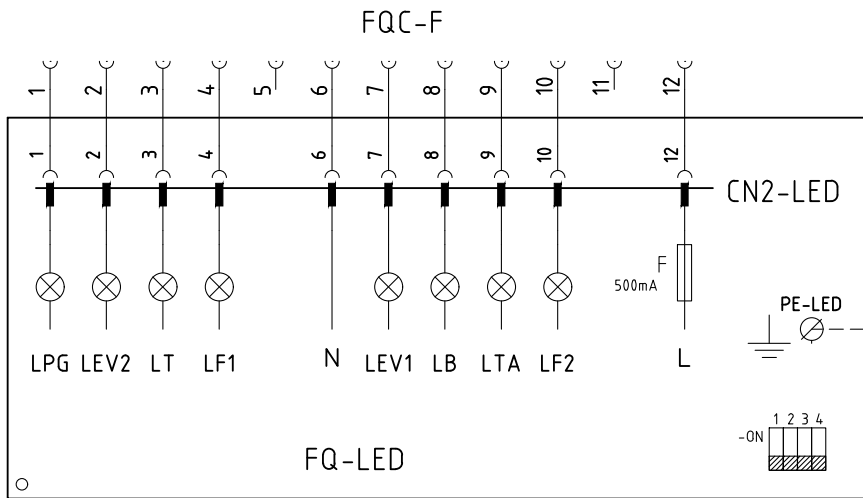 FQC-F
1 2 3 4 5 6 7 8 9 10 11 12
1 2 3 4 6 7 8 9 10 12
CN2-LED
F
500mA
PE-LED
LPG LEV2 LT LF1 N LEV1 LB LTA LF2 L
1 2 3 4
-ON
FQ-LED